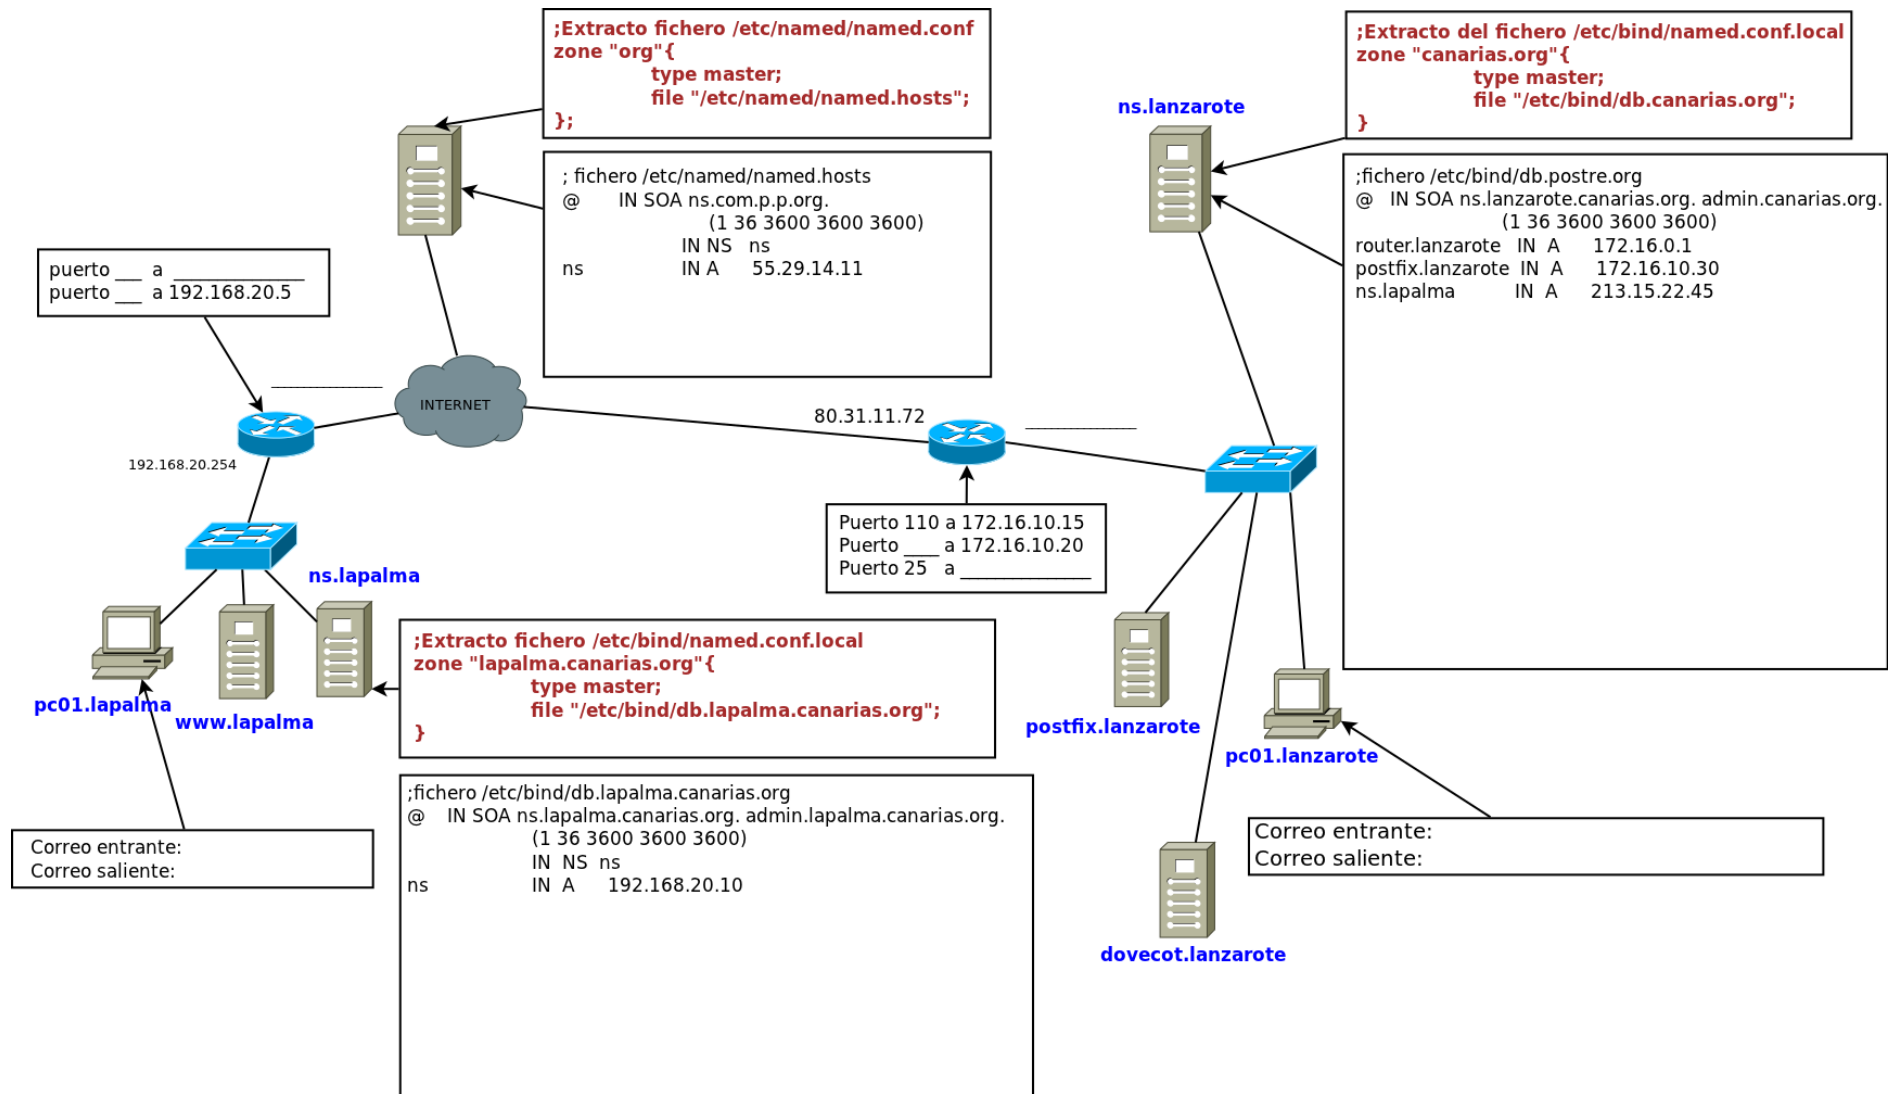 ;Extracto fichero /etc/named/named.conf
zone "org"{
type master;
file "/etc/named/named.hosts";
};
; fichero /etc/named/named.hosts
@ IN SOA ns.com.p.p.org.
(1 36 3600 3600 3600)
IN NS ns
ns IN A 55.29.14.11
;Extracto del fichero /etc/bind/named.conf.local
zone "canarias.org"{
type master;
file "/etc/bind/db.canarias.org";
}
ns.lanzarote
;fichero /etc/bind/db.postre.org
@ IN SOA ns.lanzarote.canarias.org. admin.canarias.org.
(1 36 3600 3600 3600)
router.lanzarote IN A 172.16.0.1
postfix.lanzarote IN A 172.16.10.30
ns.lapalma IN A 213.15.22.45
puerto ___ a _____________
puerto ___ a 192.168.20.5
_____________
INTERNET
80.31.11.72
_____________
192.168.20.254
Puerto 110 a 172.16.10.15
Puerto ____ a 172.16.10.20
Puerto 25 a _______________
ns.lapalma
pc01.lapalma
www.lapalma
;Extracto fichero /etc/bind/named.conf.local
zone "lapalma.canarias.org"{
type master;
file "/etc/bind/db.lapalma.canarias.org";
}
postfix.lanzarote
pc01.lanzarote
;fichero /etc/bind/db.lapalma.canarias.org
@ IN SOA ns.lapalma.canarias.org. admin.lapalma.canarias.org.
(1 36 3600 3600 3600)
IN NS ns
ns IN A 192.168.20.10
Correo entrante:
Correo saliente:
Correo entrante:
Correo saliente:
dovecot.lanzarote